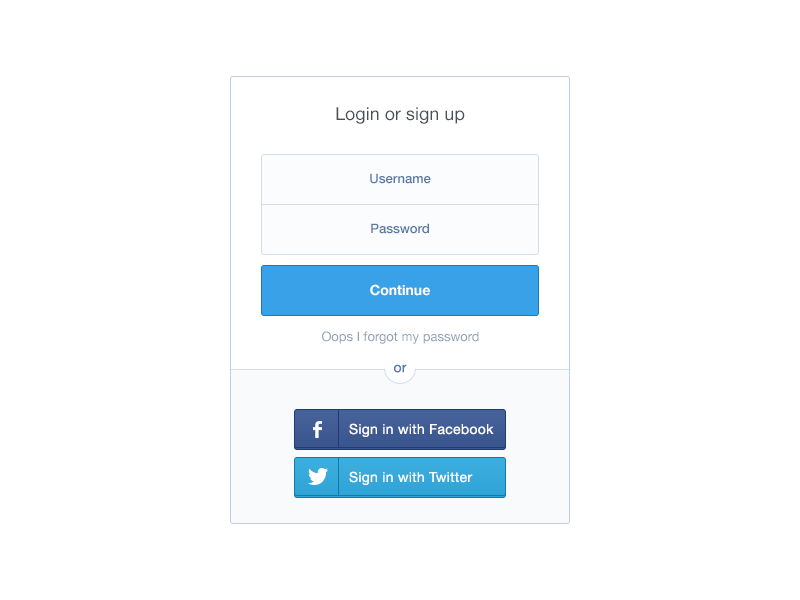 Login or sign up
Username
Password
Continue
Oops I forgot my password
or
Sign in with Facebook
Sign in with Twitter